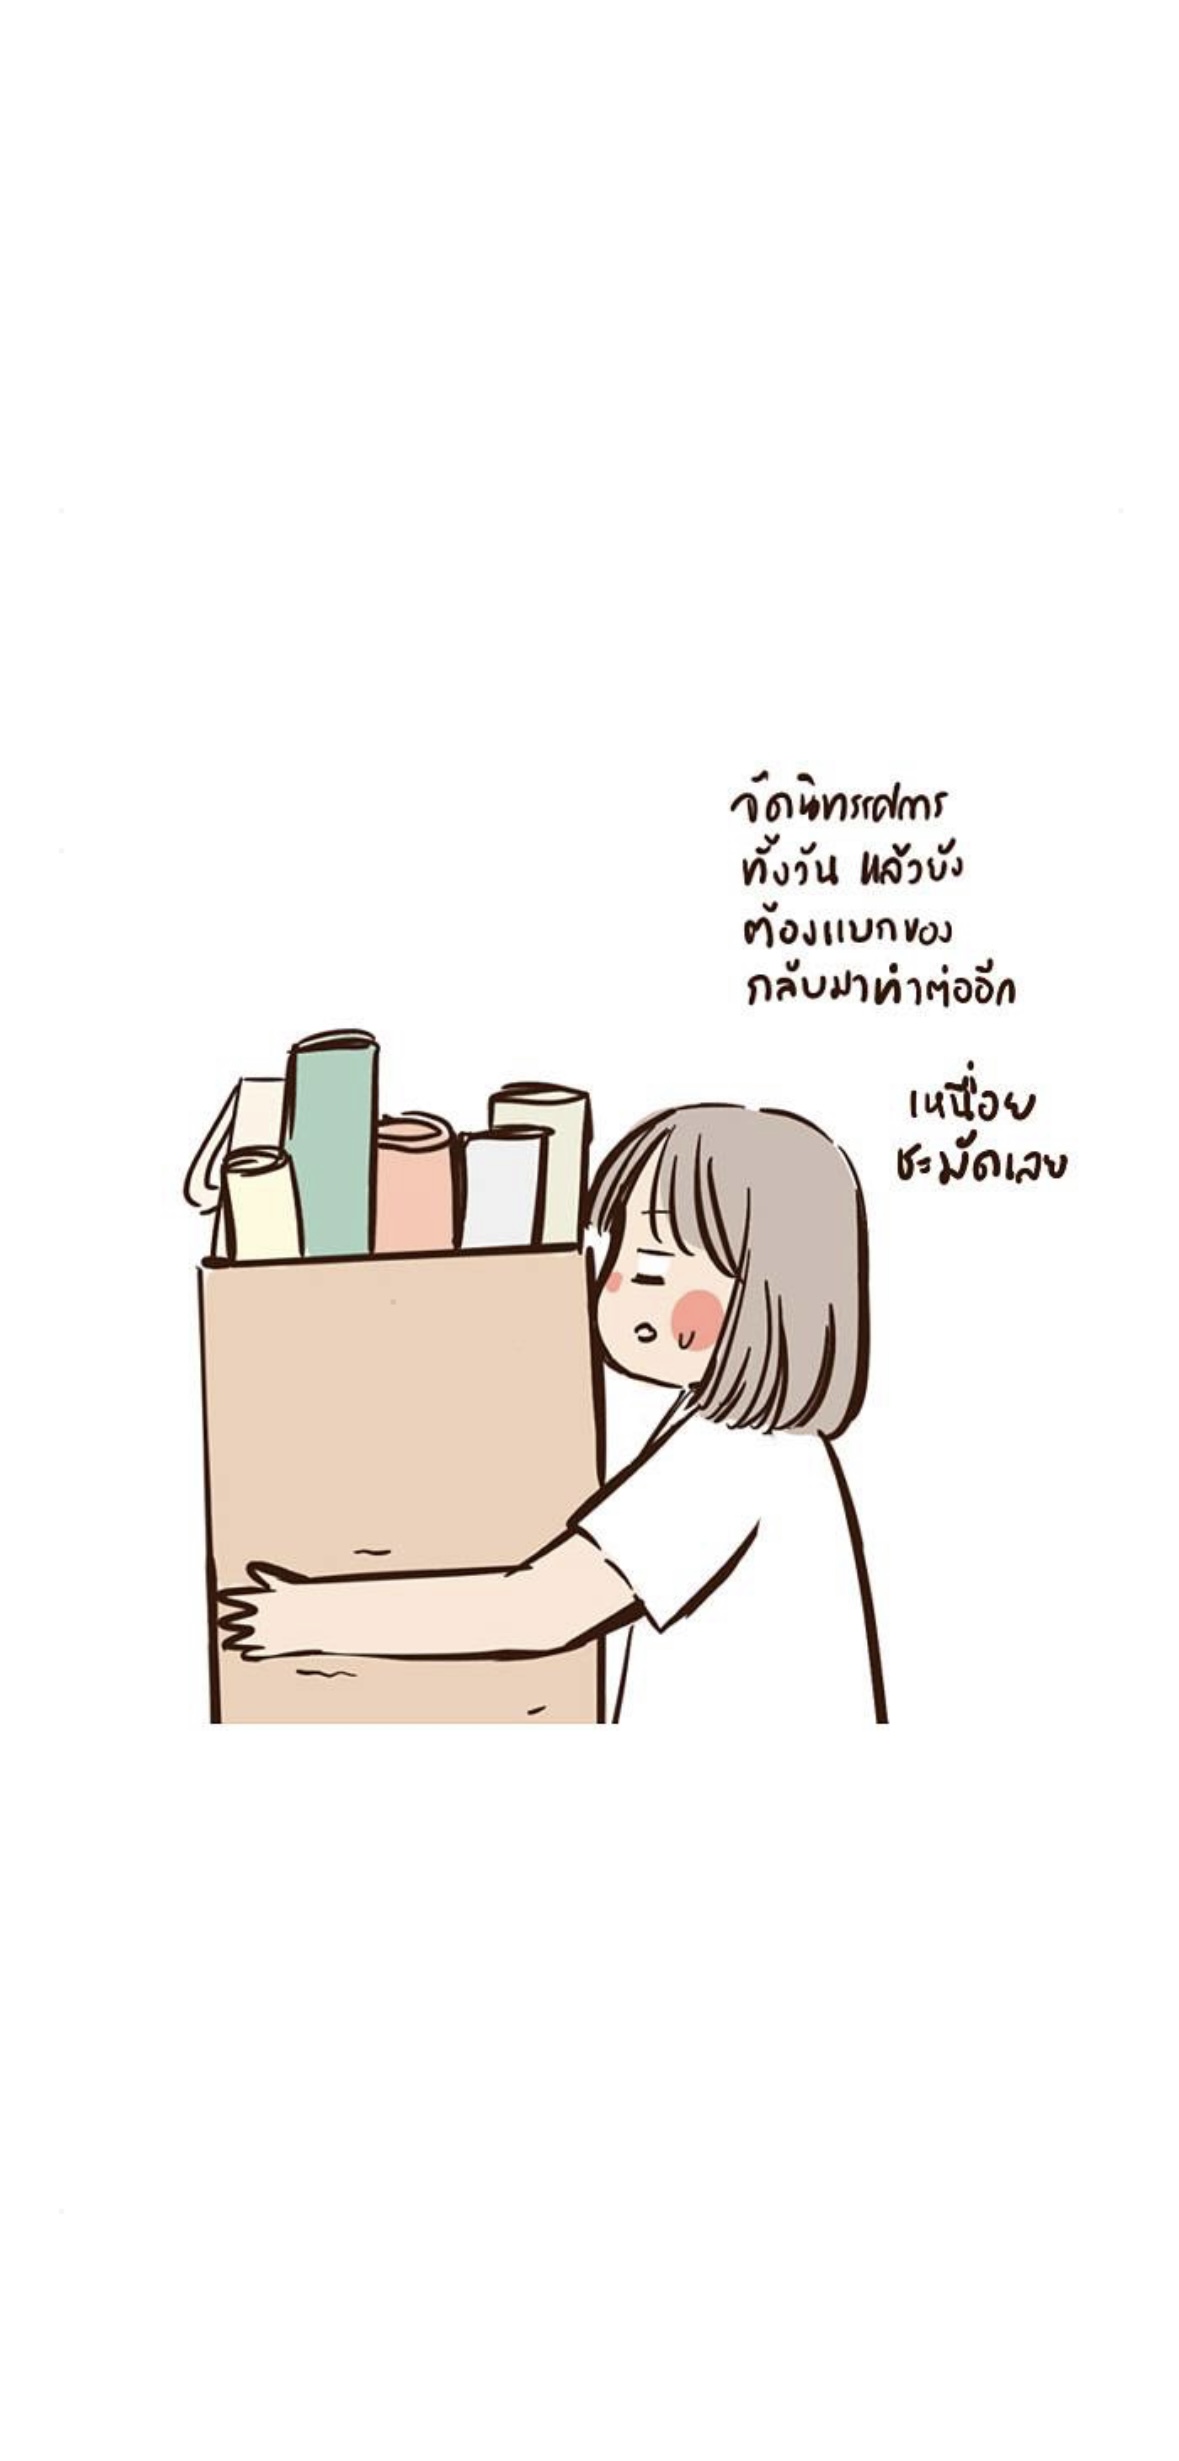 จัดนิทรรศการ
ทั้งวัน แล้วยัง
ต้องแบกของ
กลับมาทำต่ออีก
เหนื่อย
ชะมัดเลย